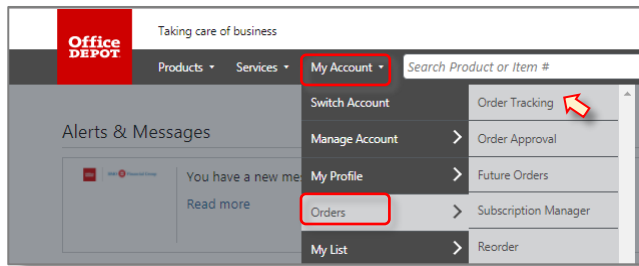 Office
DEPOT
Taking care of business
Products
Services
My Account
Search Product or Item #
Switch Account
Manage Account
My Profile
Orders
My List
Order Tracking
Order Approval
Future Orders
Subscription Manager
Reorder
Alerts & Messages
You have a new me
Read more